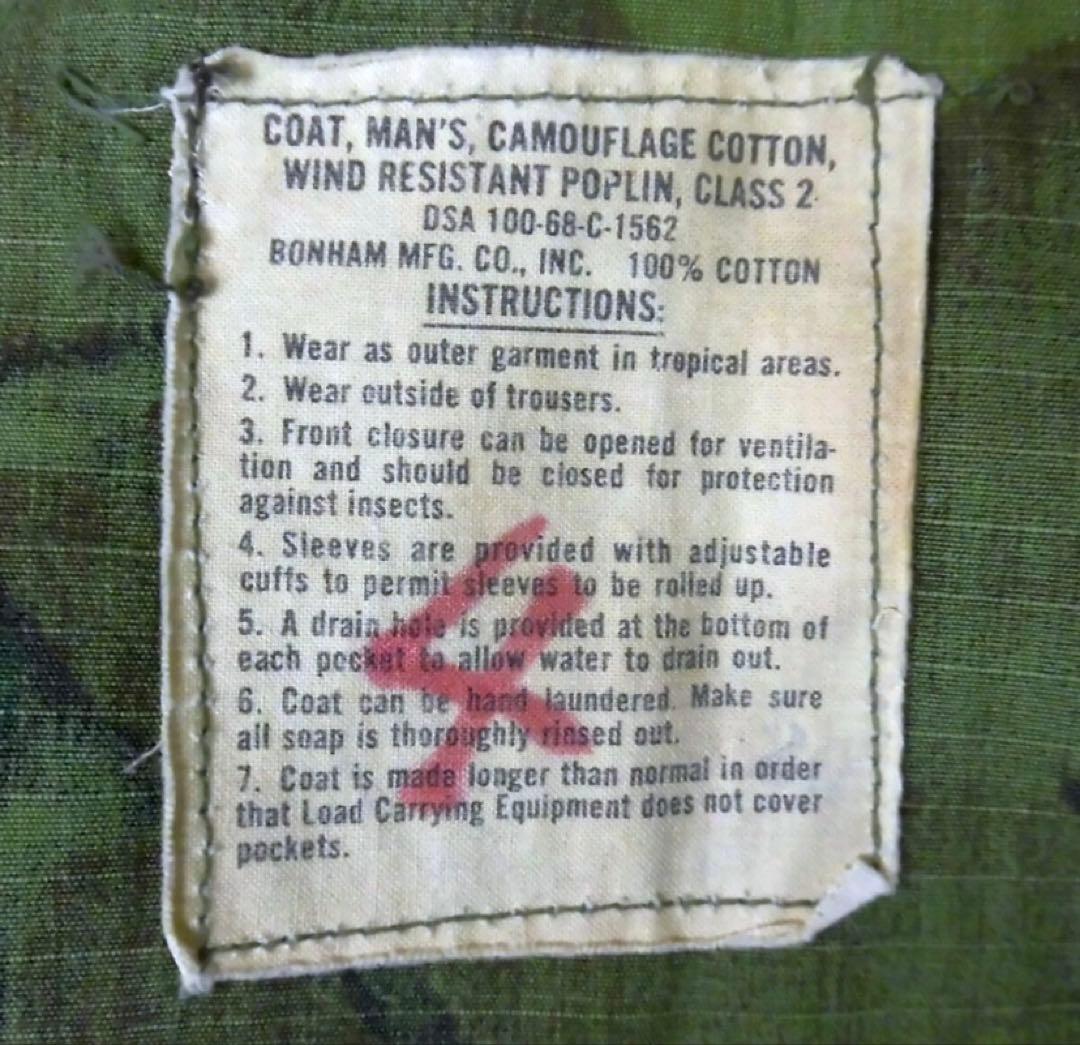 COAT, MAN'S, CAMOUFLAGE COTTON,
WIND RESISTANT POPLIN, CLASS 2
DSA 100-68-C-1562
BONHAM MFG. CO., INC. 100% COTTON
INSTRUCTIONS:
1. Wear as outer garment in tropical areas.
2. Wear outside of trousers.
3. Front closure can be opened for ventila-
tion and should be closed for protection
against insects.
4. Sleeves are provided with adjustable
cuffs to permit sleeves to be rolled up.
5. A drain hole is provided at the bottom of
each pocket to allow water to drain out.
6. Coat can be hand laundered. Make sure
all soap is thoroughly rinsed out.
7. Coat is made longer than normal in order
that Load Carrying Equipment does not cover
pockets.